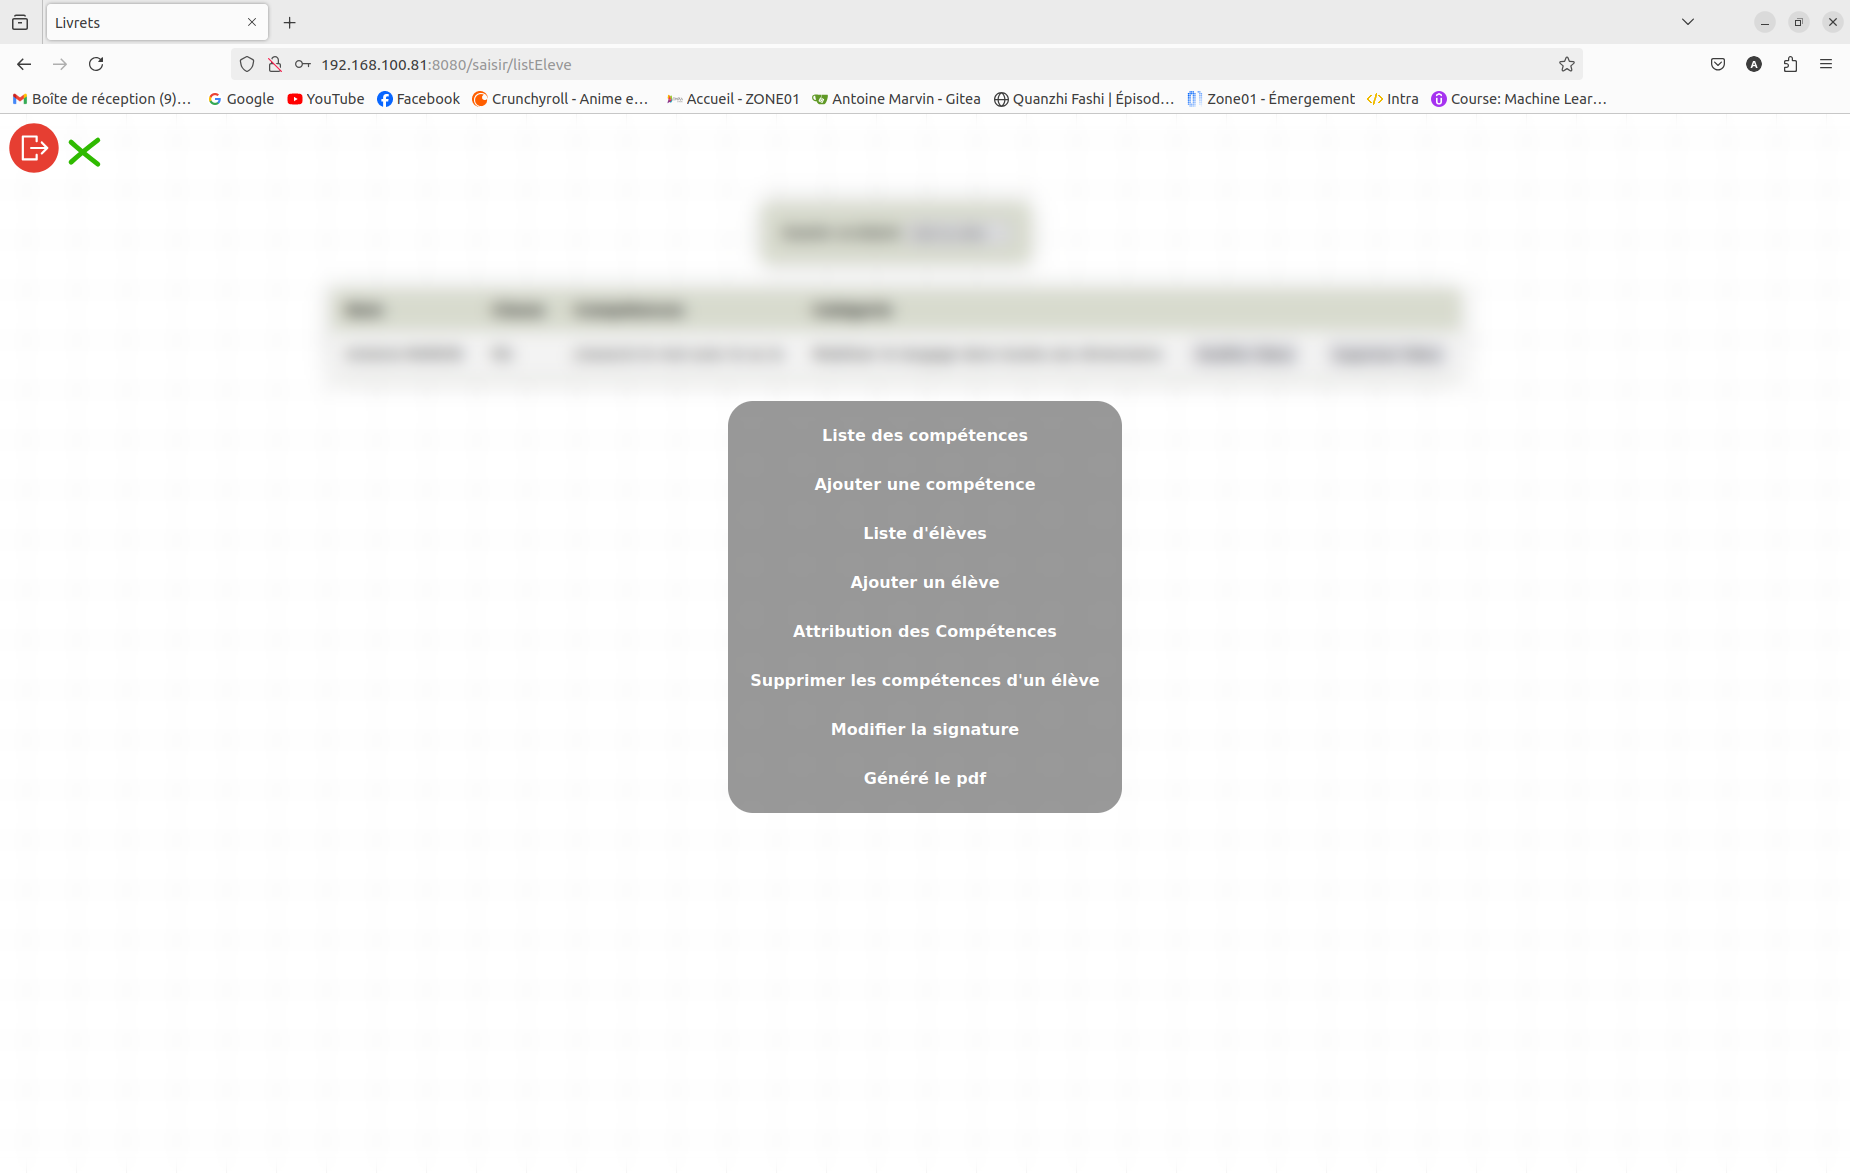 Livrets
192.168.100.81:8080/saisir/listEleve
Boîte de réception (9)… Google YouTube Facebook Crunchyroll - Anime e… Accueil - ZONE01 Antoine Marvin - Gitea Quanzhi Fashi | Épisod… Zone01 - Émergement Intra Course: Machine Lear…
Liste des compétences
Ajouter une compétence
Liste d'élèves
Ajouter un élève
Attribution des Compétences
Supprimer les compétences d'un élève
Modifier la signature
Généré le pdf